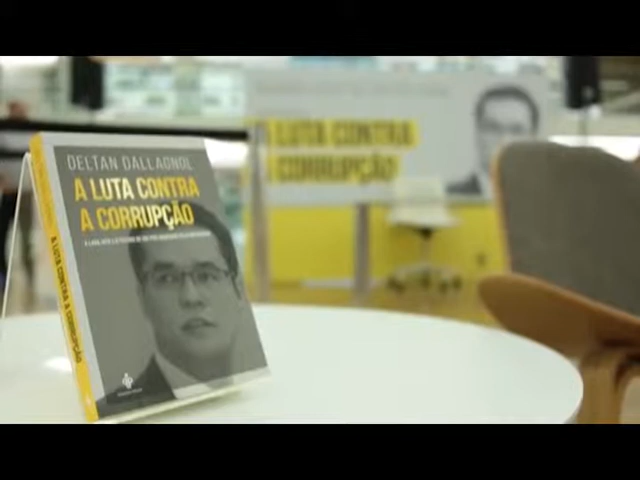 DELTAN DALLAGNOL
A LUTA CONTRA
A CORRUPÇÃO
A LUTA CONTRA A CORRUPÇÃO
A LUTA CONTRA
CORRUPÇÃO